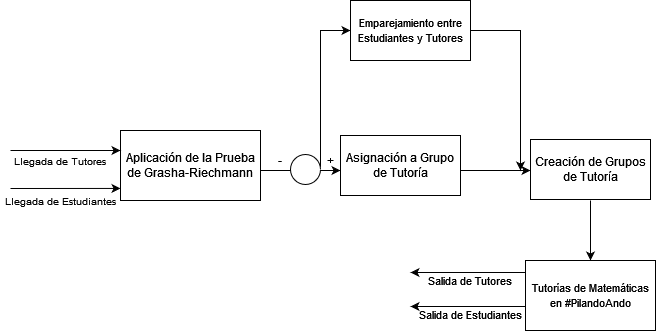 Emparejamiento entre
Estudiantes y Tutores
Llegada de Tutores
Llegada de Estudiantes
Aplicación de la Prueba
de Grasha-Riechmann
-
+
Asignación a Grupo
de Tutoría
Creación de Grupos
de Tutoría
Salida de Tutores
Salida de Estudiantes
Tutorías de Matemáticas
en #PilandoAndo